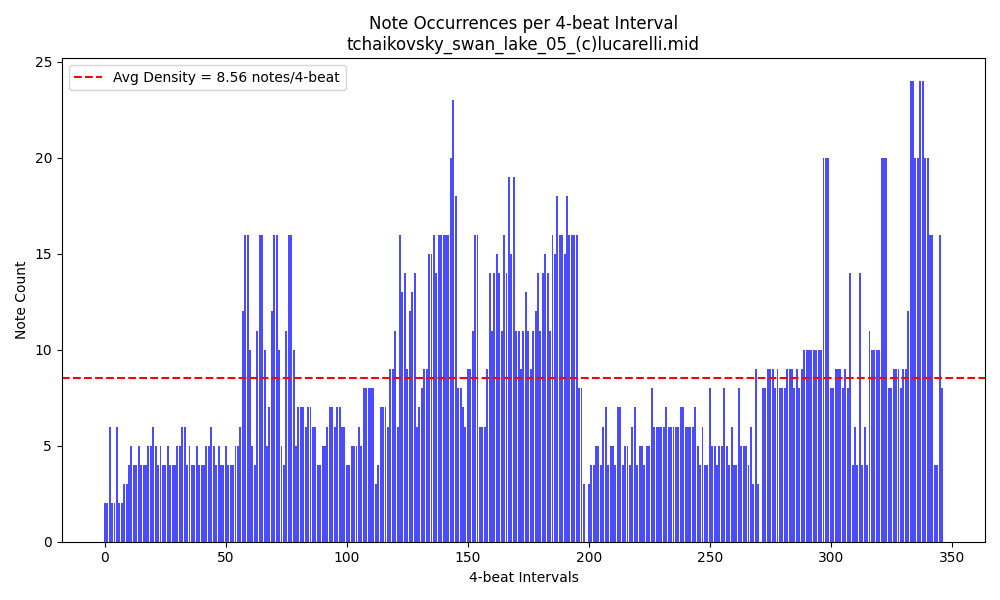 Note Occurrences per 4-beat Interval
tchaikovsky_swan_lake_05_(c)lucarelli.mid
Avg Density = 8.56 notes/4-beat
Note Count
25
20
15
10
5
0
0 50 100 150 200 250 300 350
4-beat Intervals